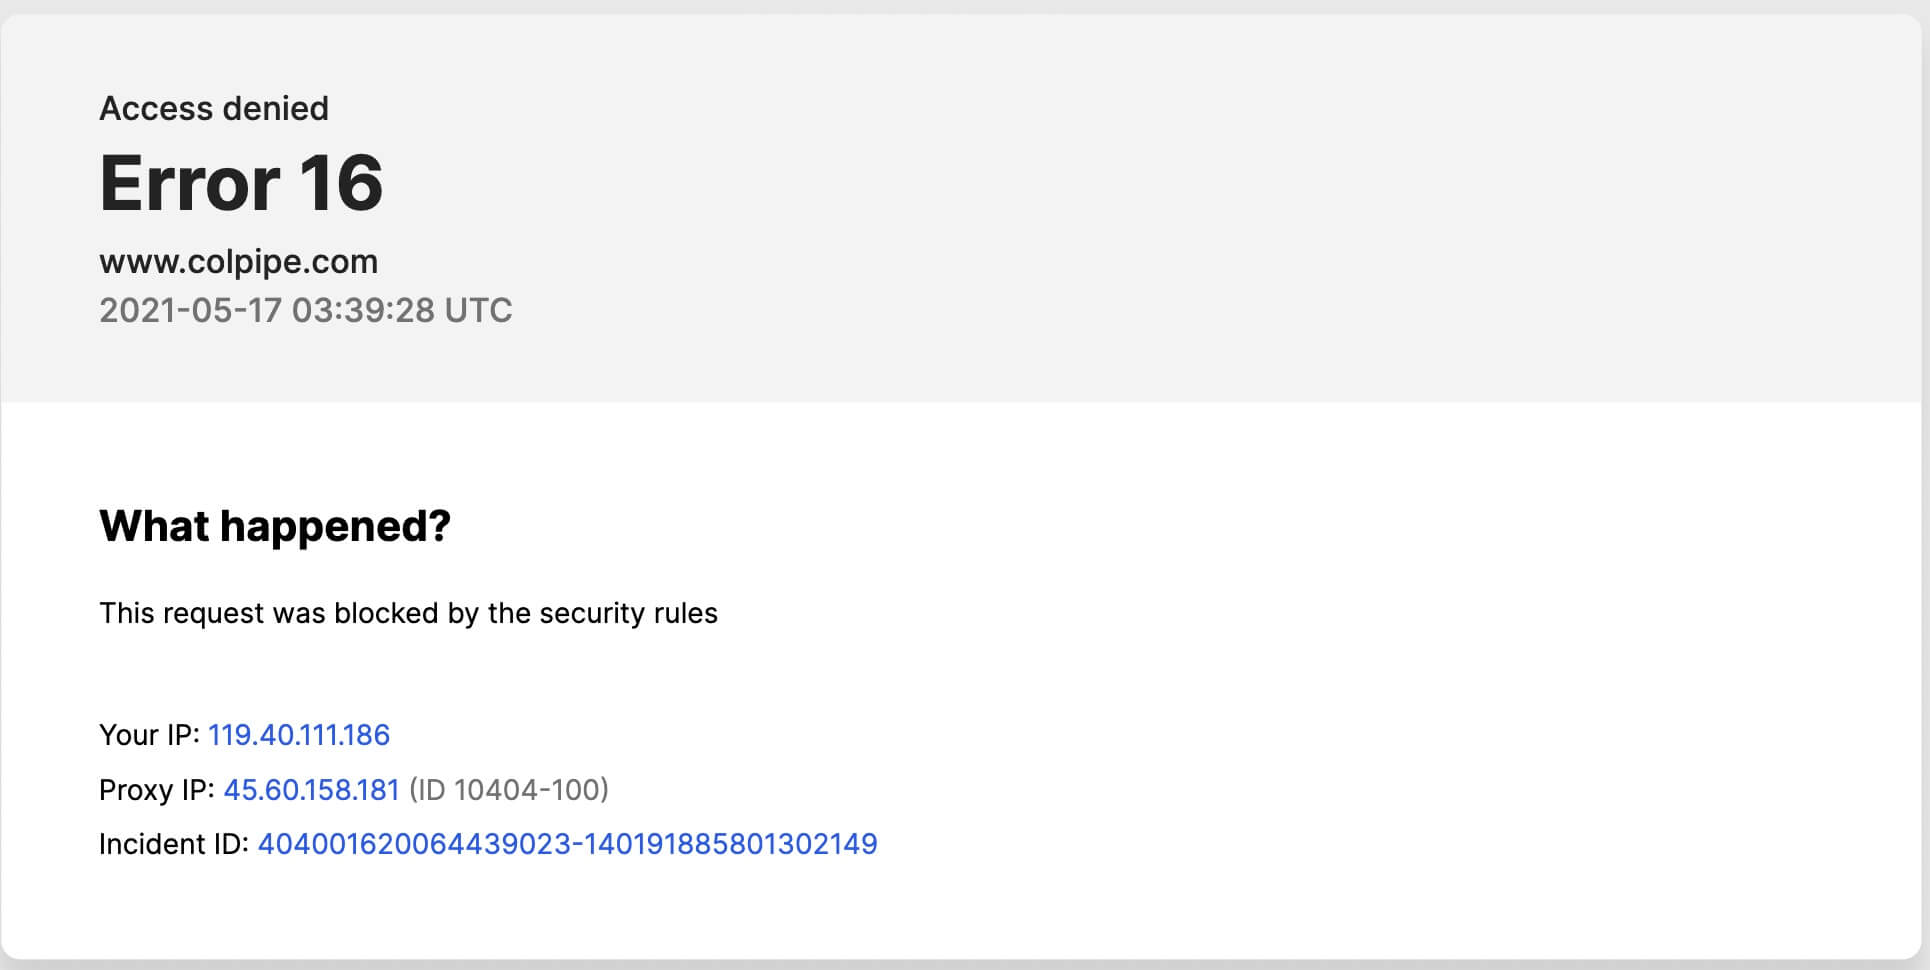 Access denied
Error 16
www.colpipe.com
2021-05-17 03:39:28 UTC
What happened?
This request was blocked by the security rules
Your IP: 119.40.111.186
Proxy IP: 45.60.158.181 (ID 10404-100)
Incident ID: 404001620064439023-140191885801302149